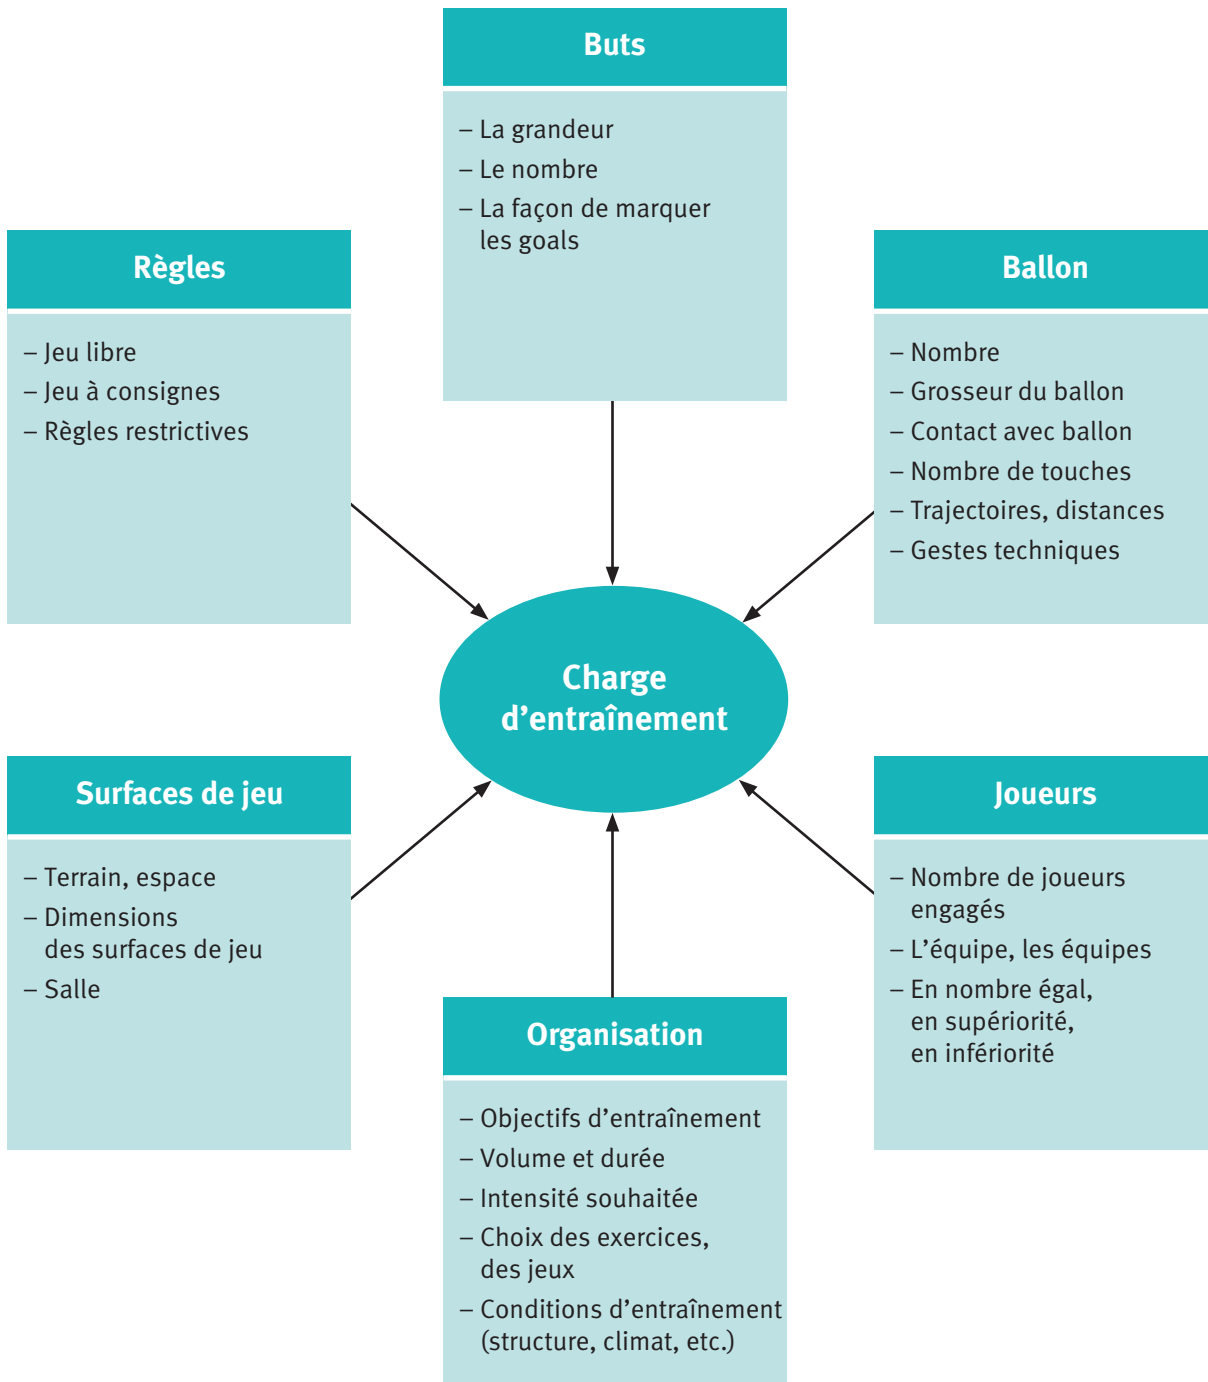 Buts
– La grandeur
– Le nombre
– La façon de marquer
les goals
Règles
– Jeu libre
– Jeu à consignes
– Règles restrictives
Ballon
– Nombre
– Grosseur du ballon
– Contact avec ballon
– Nombre de touches
– Trajectoires, distances
– Gestes techniques
Charge
d’entraînement
Surfaces de jeu
– Terrain, espace
– Dimensions
des surfaces de jeu
– Salle
Joueurs
– Nombre de joueurs
engagés
– L’équipe, les équipes
– En nombre égal,
en supériorité,
en infériorité
Organisation
– Objectifs d’entraînement
– Volume et durée
– Intensité souhaitée
– Choix des exercices,
des jeux
– Conditions d’entraînement
(structure, climat, etc.)